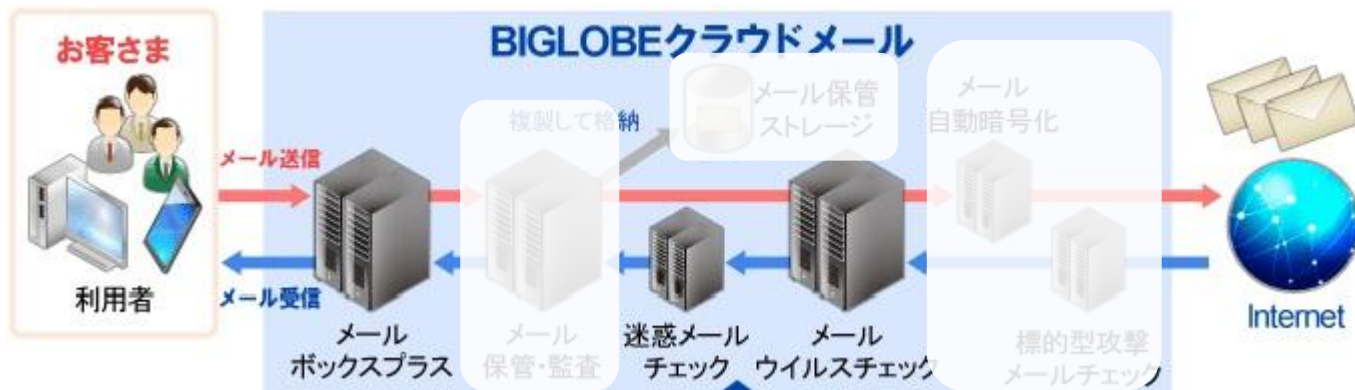 BIGLOBEクラウドメール
お客さま
メール保管
ストレージ
メール
自動暗号化
複製して格納
メール送信
メール受信
利用者
メール
ボックスプラス
メール
保管・監査
迷惑メール
チェック
メール
ウイルスチェック
標的型攻撃
メールチェック
Internet